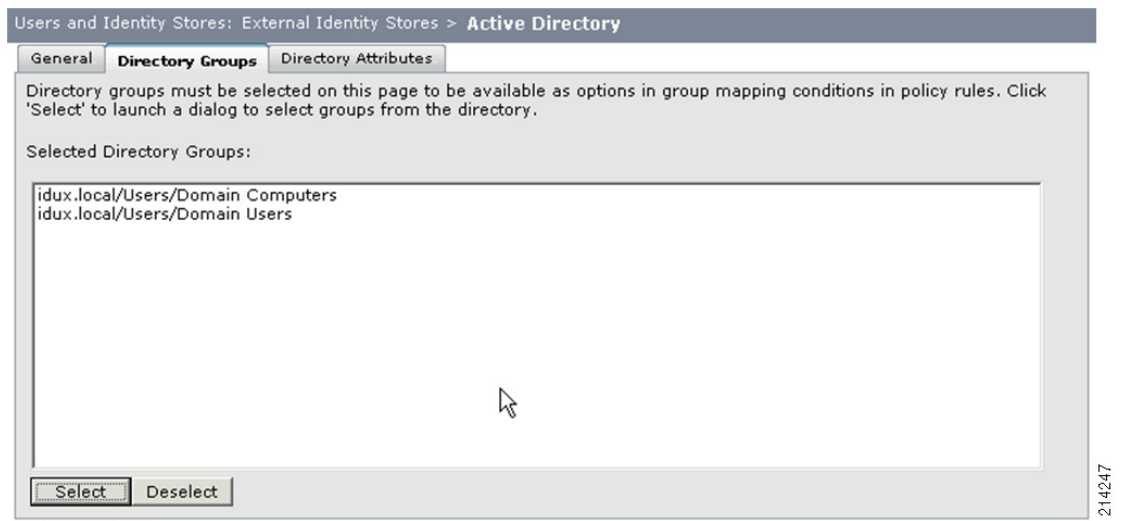 Users and Identity Stores: External Identity Stores > Active Directory
General Directory Groups Directory Attributes
Directory groups must be selected on this page to be available as options in group mapping conditions in policy rules. Click
'Select' to launch a dialog to select groups from the directory.
Selected Directory Groups:
idux.local/Users/Domain Computers
idux.local/Users/Domain Users
Select Deselect
214247